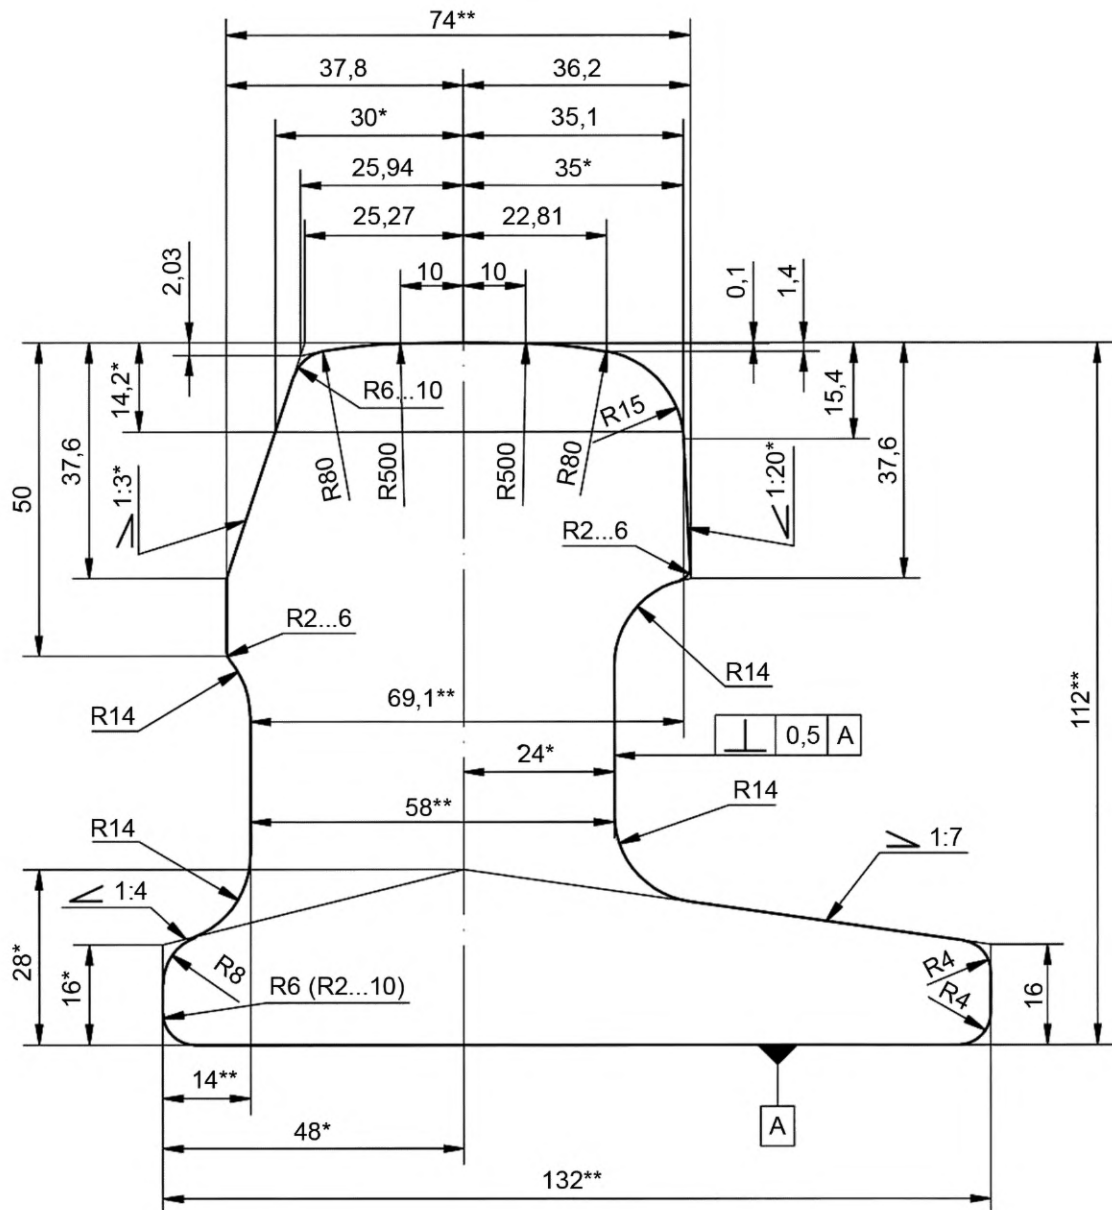 74**
37,8
36,2
30*
35,1
25,94
35*
25,27
22,81
2,03
10
10
0,1
1,4
14,2*
R6...10
R15
15,4
37,6
50
1:3*
R80
R500
R500
R80
1:20*
37,6
R2...6
R2...6
R14
R14
69,1**
112**
0,5
A
24*
R14
58**
R14
1:7
1:4
28*
16*
R8
R6 (R2...10)
R4
R4
16
14**
A
48*
132**